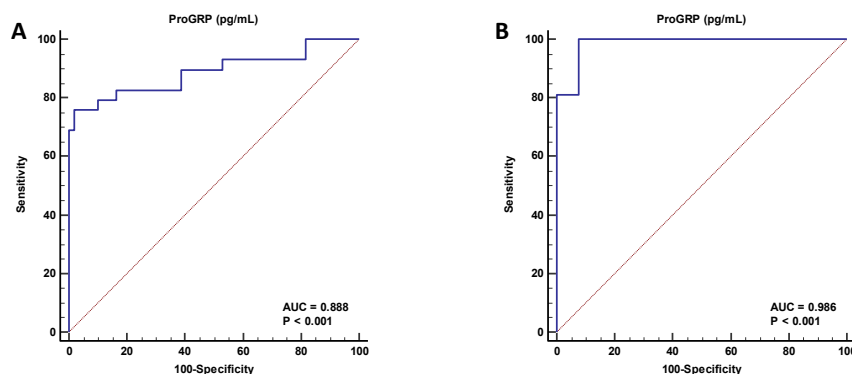 A
ProGRP (pg/mL)
100
80
60
40
20
0
Sensitivity
AUC = 0.888
P < 0.001
0 20 40 60 80 100
100-Specificity
B
ProGRP (pg/mL)
100
80
60
40
20
0
Sensitivity
AUC = 0.986
P < 0.001
0 20 40 60 80 100
100-Specificity